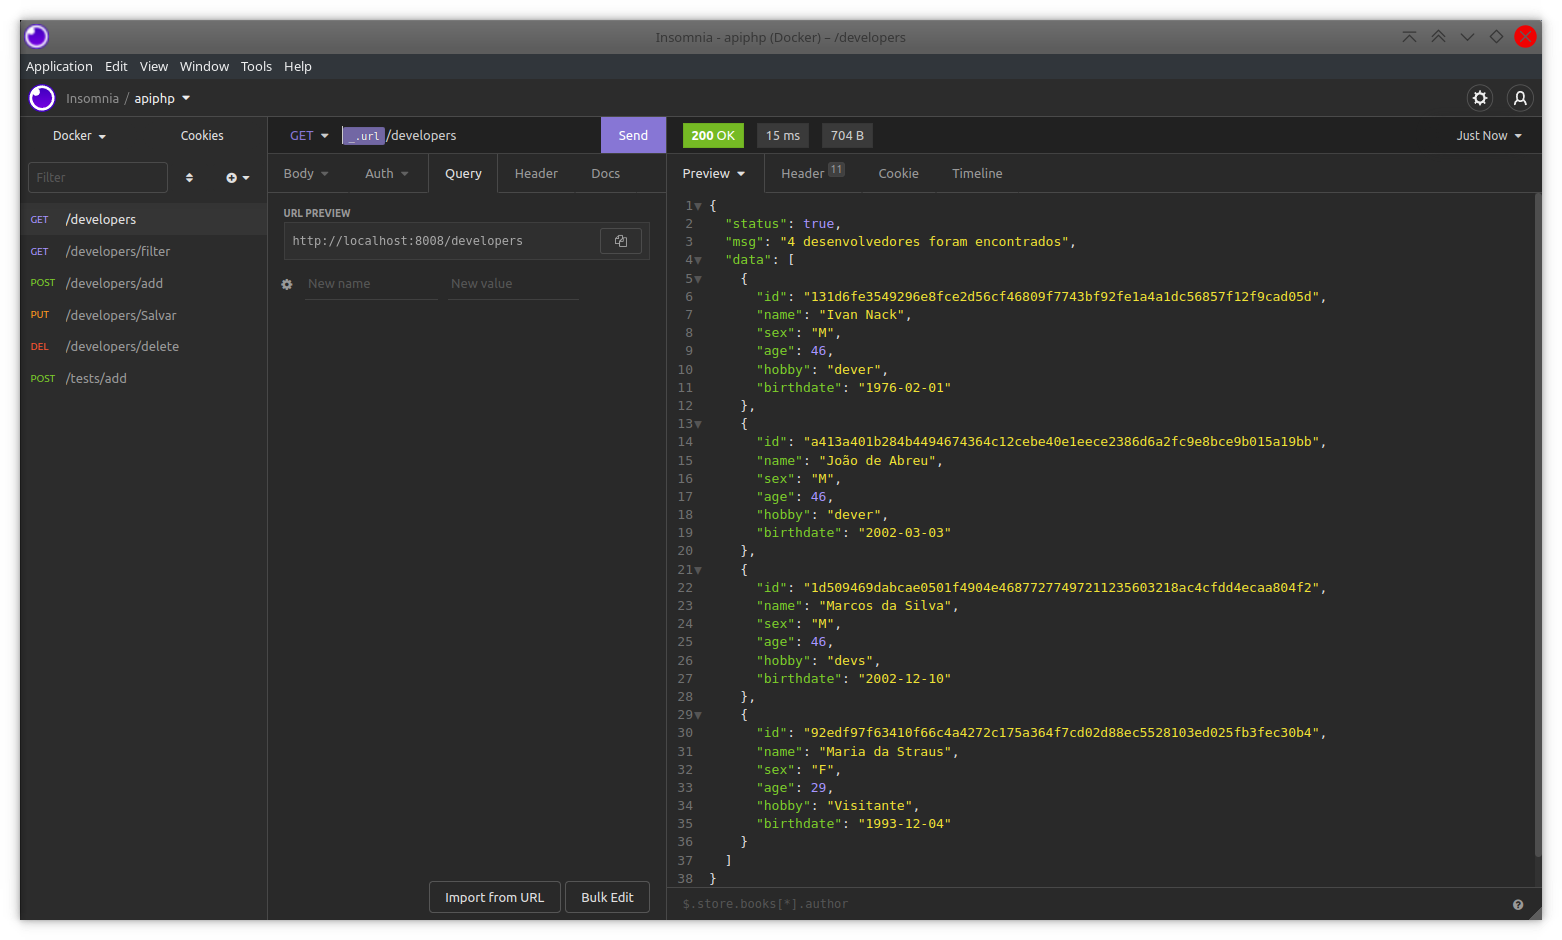 Insomnia - apiphp (Docker) – /developers
Application Edit View Window Tools Help
Insomnia / apiphp
Docker Cookies
Filter
GET /developers
GET /developers/filter
POST /developers/add
PUT /developers/Salvar
DEL /developers/delete
POST /tests/add
GET _.url /developers Send
Body Auth Query Header Docs
URL PREVIEW
http://localhost:8008/developers
New name New value
Import from URL Bulk Edit
200 OK 15 ms 704 B Just Now
Preview Header 11 Cookie Timeline
1 {
2 "status": true,
3 "msg": "4 desenvolvedores foram encontrados",
4 "data": [
5 {
6 "id": "131d6fe3549296e8fce2d56cf46809f7743bf92fe1a4a1dc56857f12f9cad05d",
7 "name": "Ivan Nack",
8 "sex": "M",
9 "age": 46,
10 "hobby": "dever",
11 "birthdate": "1976-02-01"
12 },
13 {
14 "id": "a413a401b284b4494674364c12cebe40e1eece2386d6a2fc9e8bce9b015a19bb",
15 "name": "João de Abreu",
16 "sex": "M",
17 "age": 46,
18 "hobby": "dever",
19 "birthdate": "2002-03-03"
20 },
21 {
22 "id": "1d509469dabcae0501f4904e46877277497211235603218ac4cfdd4ecaa804f2",
23 "name": "Marcos da Silva",
24 "sex": "M",
25 "age": 46,
26 "hobby": "devs",
27 "birthdate": "2002-12-10"
28 },
29 {
30 "id": "92edf97f63410f66c4a4272c175a364f7cd02d88ec5528103ed025fb3fec30b4",
31 "name": "Maria da Straus",
32 "sex": "F",
33 "age": 29,
34 "hobby": "Visitante",
35 "birthdate": "1993-12-04"
36 }
37 ]
38 }
$.store.books[*].author